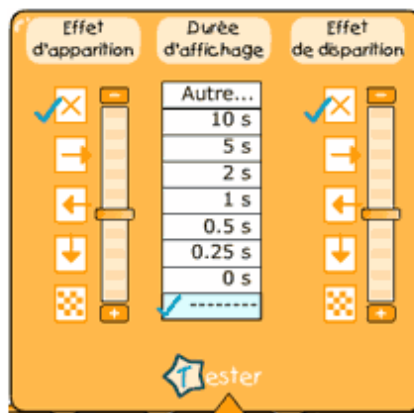 Effet
d'apparition
Durée
d'affichage
Effet
de disparition
Autre...
10 s
5 s
2 s
1 s
0.5 s
0.25 s
0 s
--------
Tester